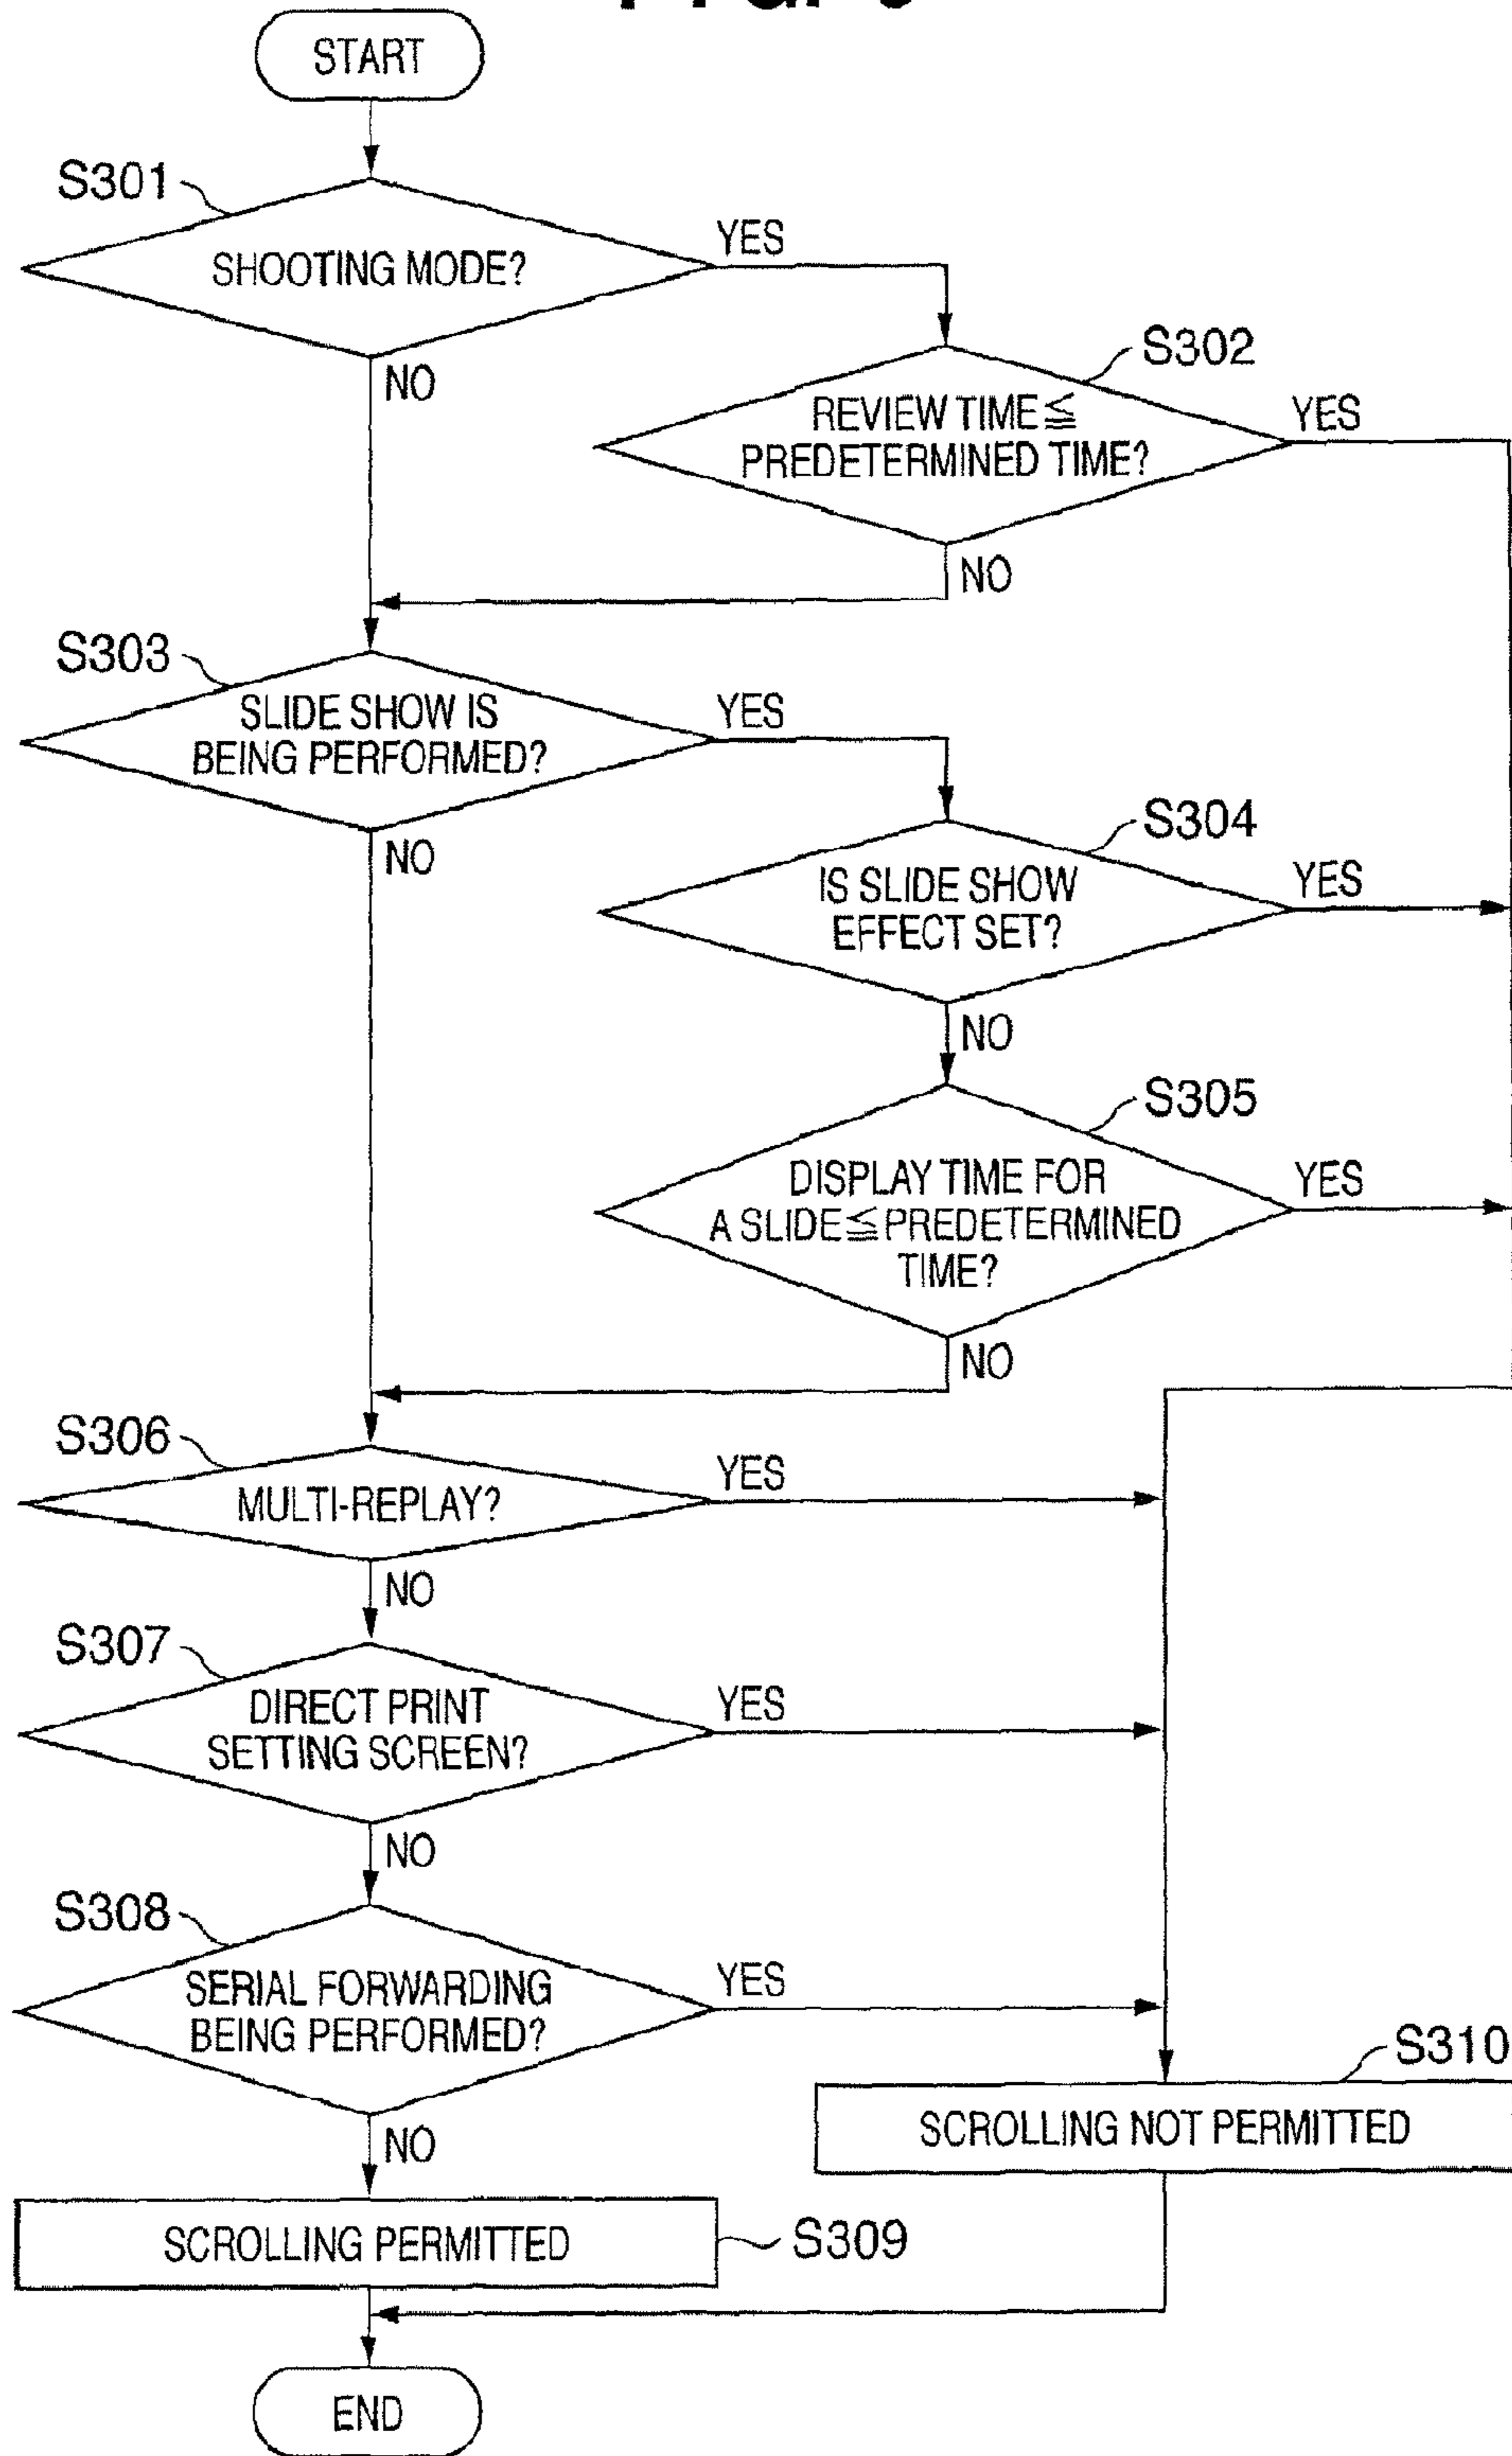 START
S301
SHOOTING MODE?
YES
NO
S302
REVIEW TIME≦
PREDETERMINED TIME?
YES
NO
S303
SLIDE SHOW IS
BEING PERFORMED?
YES
NO
S304
IS SLIDE SHOW
EFFECT SET?
YES
NO
S305
DISPLAY TIME FOR
A SLIDE≦PREDETERMINED
TIME?
YES
NO
S306
MULTI-REPLAY?
YES
NO
S307
DIRECT PRINT
SETTING SCREEN?
YES
NO
S308
SERIAL FORWARDING
BEING PERFORMED?
YES
NO
S310
SCROLLING NOT PERMITTED
SCROLLING PERMITTED
S309
END